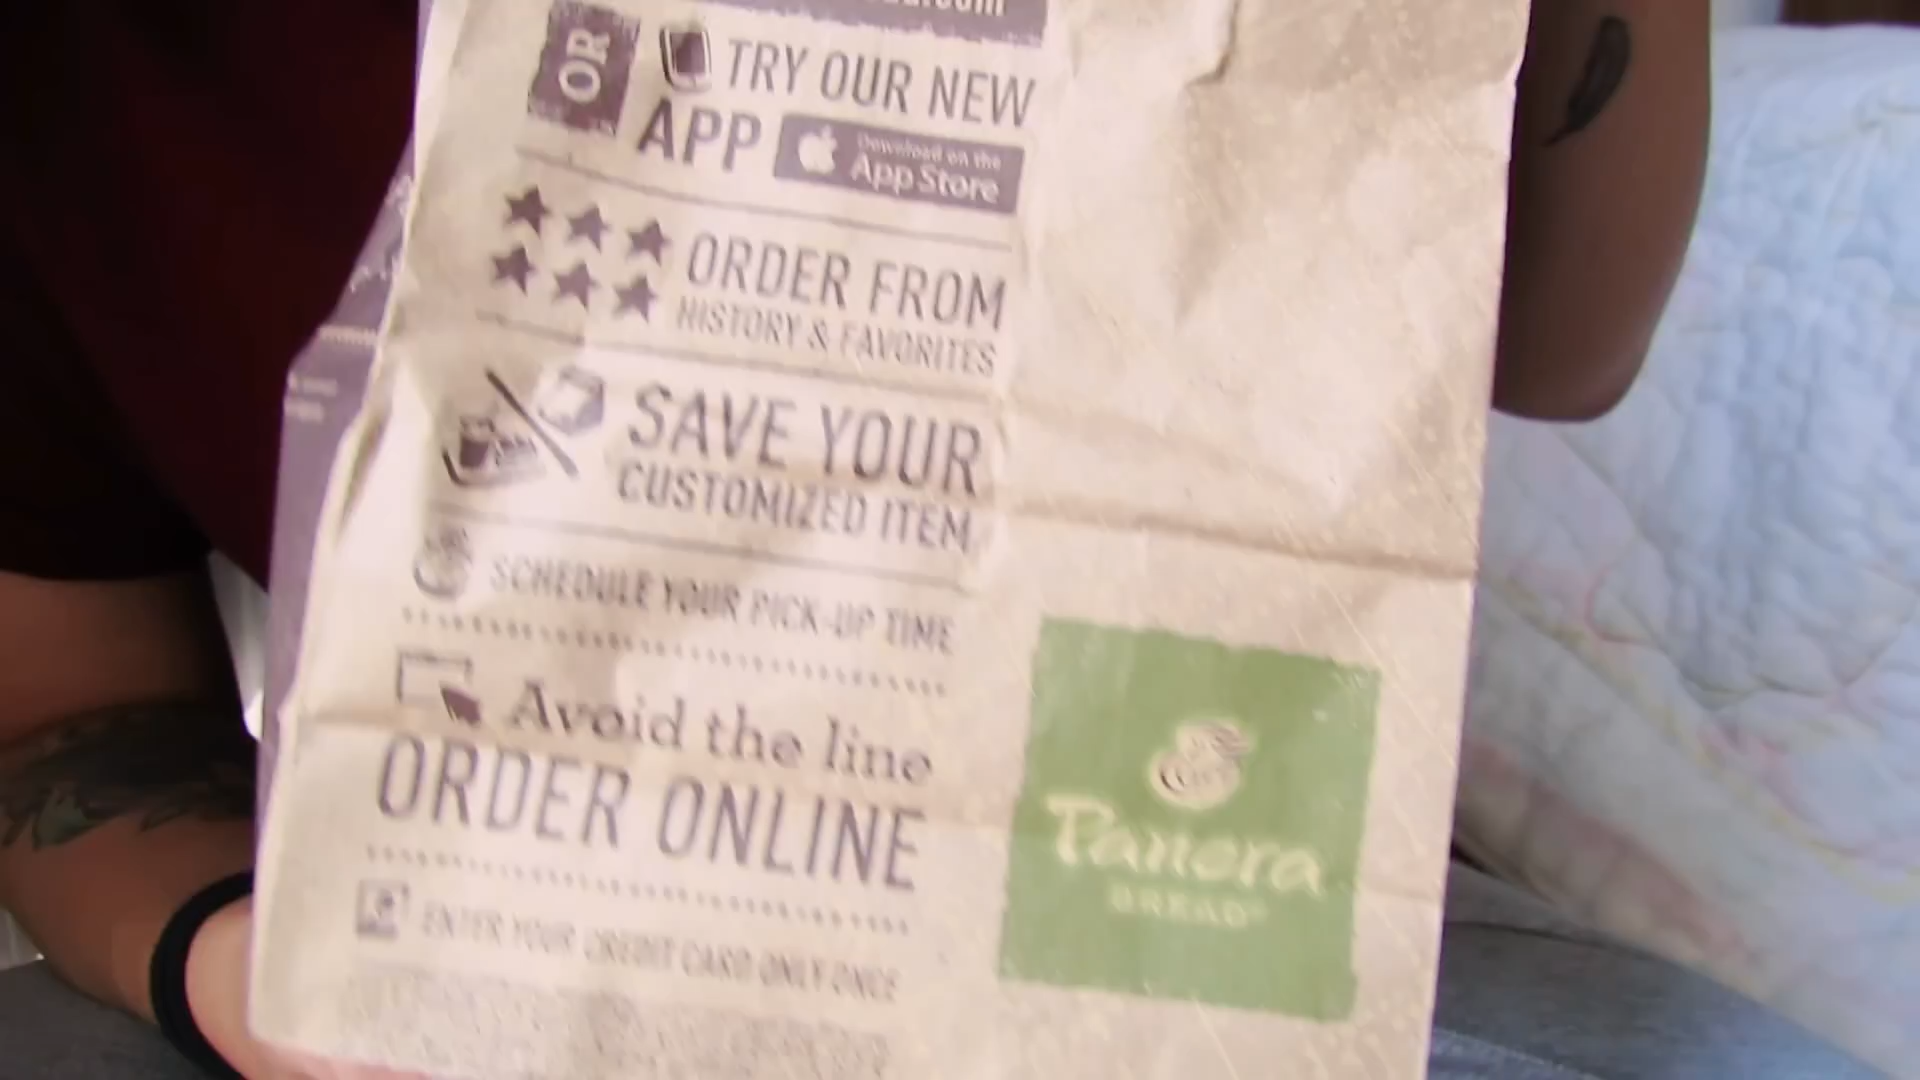 OR
TRY OUR NEW
APP
Download on the
App Store
ORDER FROM
HISTORY & FAVORITES
SAVE YOUR
CUSTOMIZED ITEM
SCHEDULE YOUR PICK-UP TIME
Avoid the line
ORDER ONLINE
ENTER YOUR CREDIT CARD ONLY ONCE
Panera
BREAD®